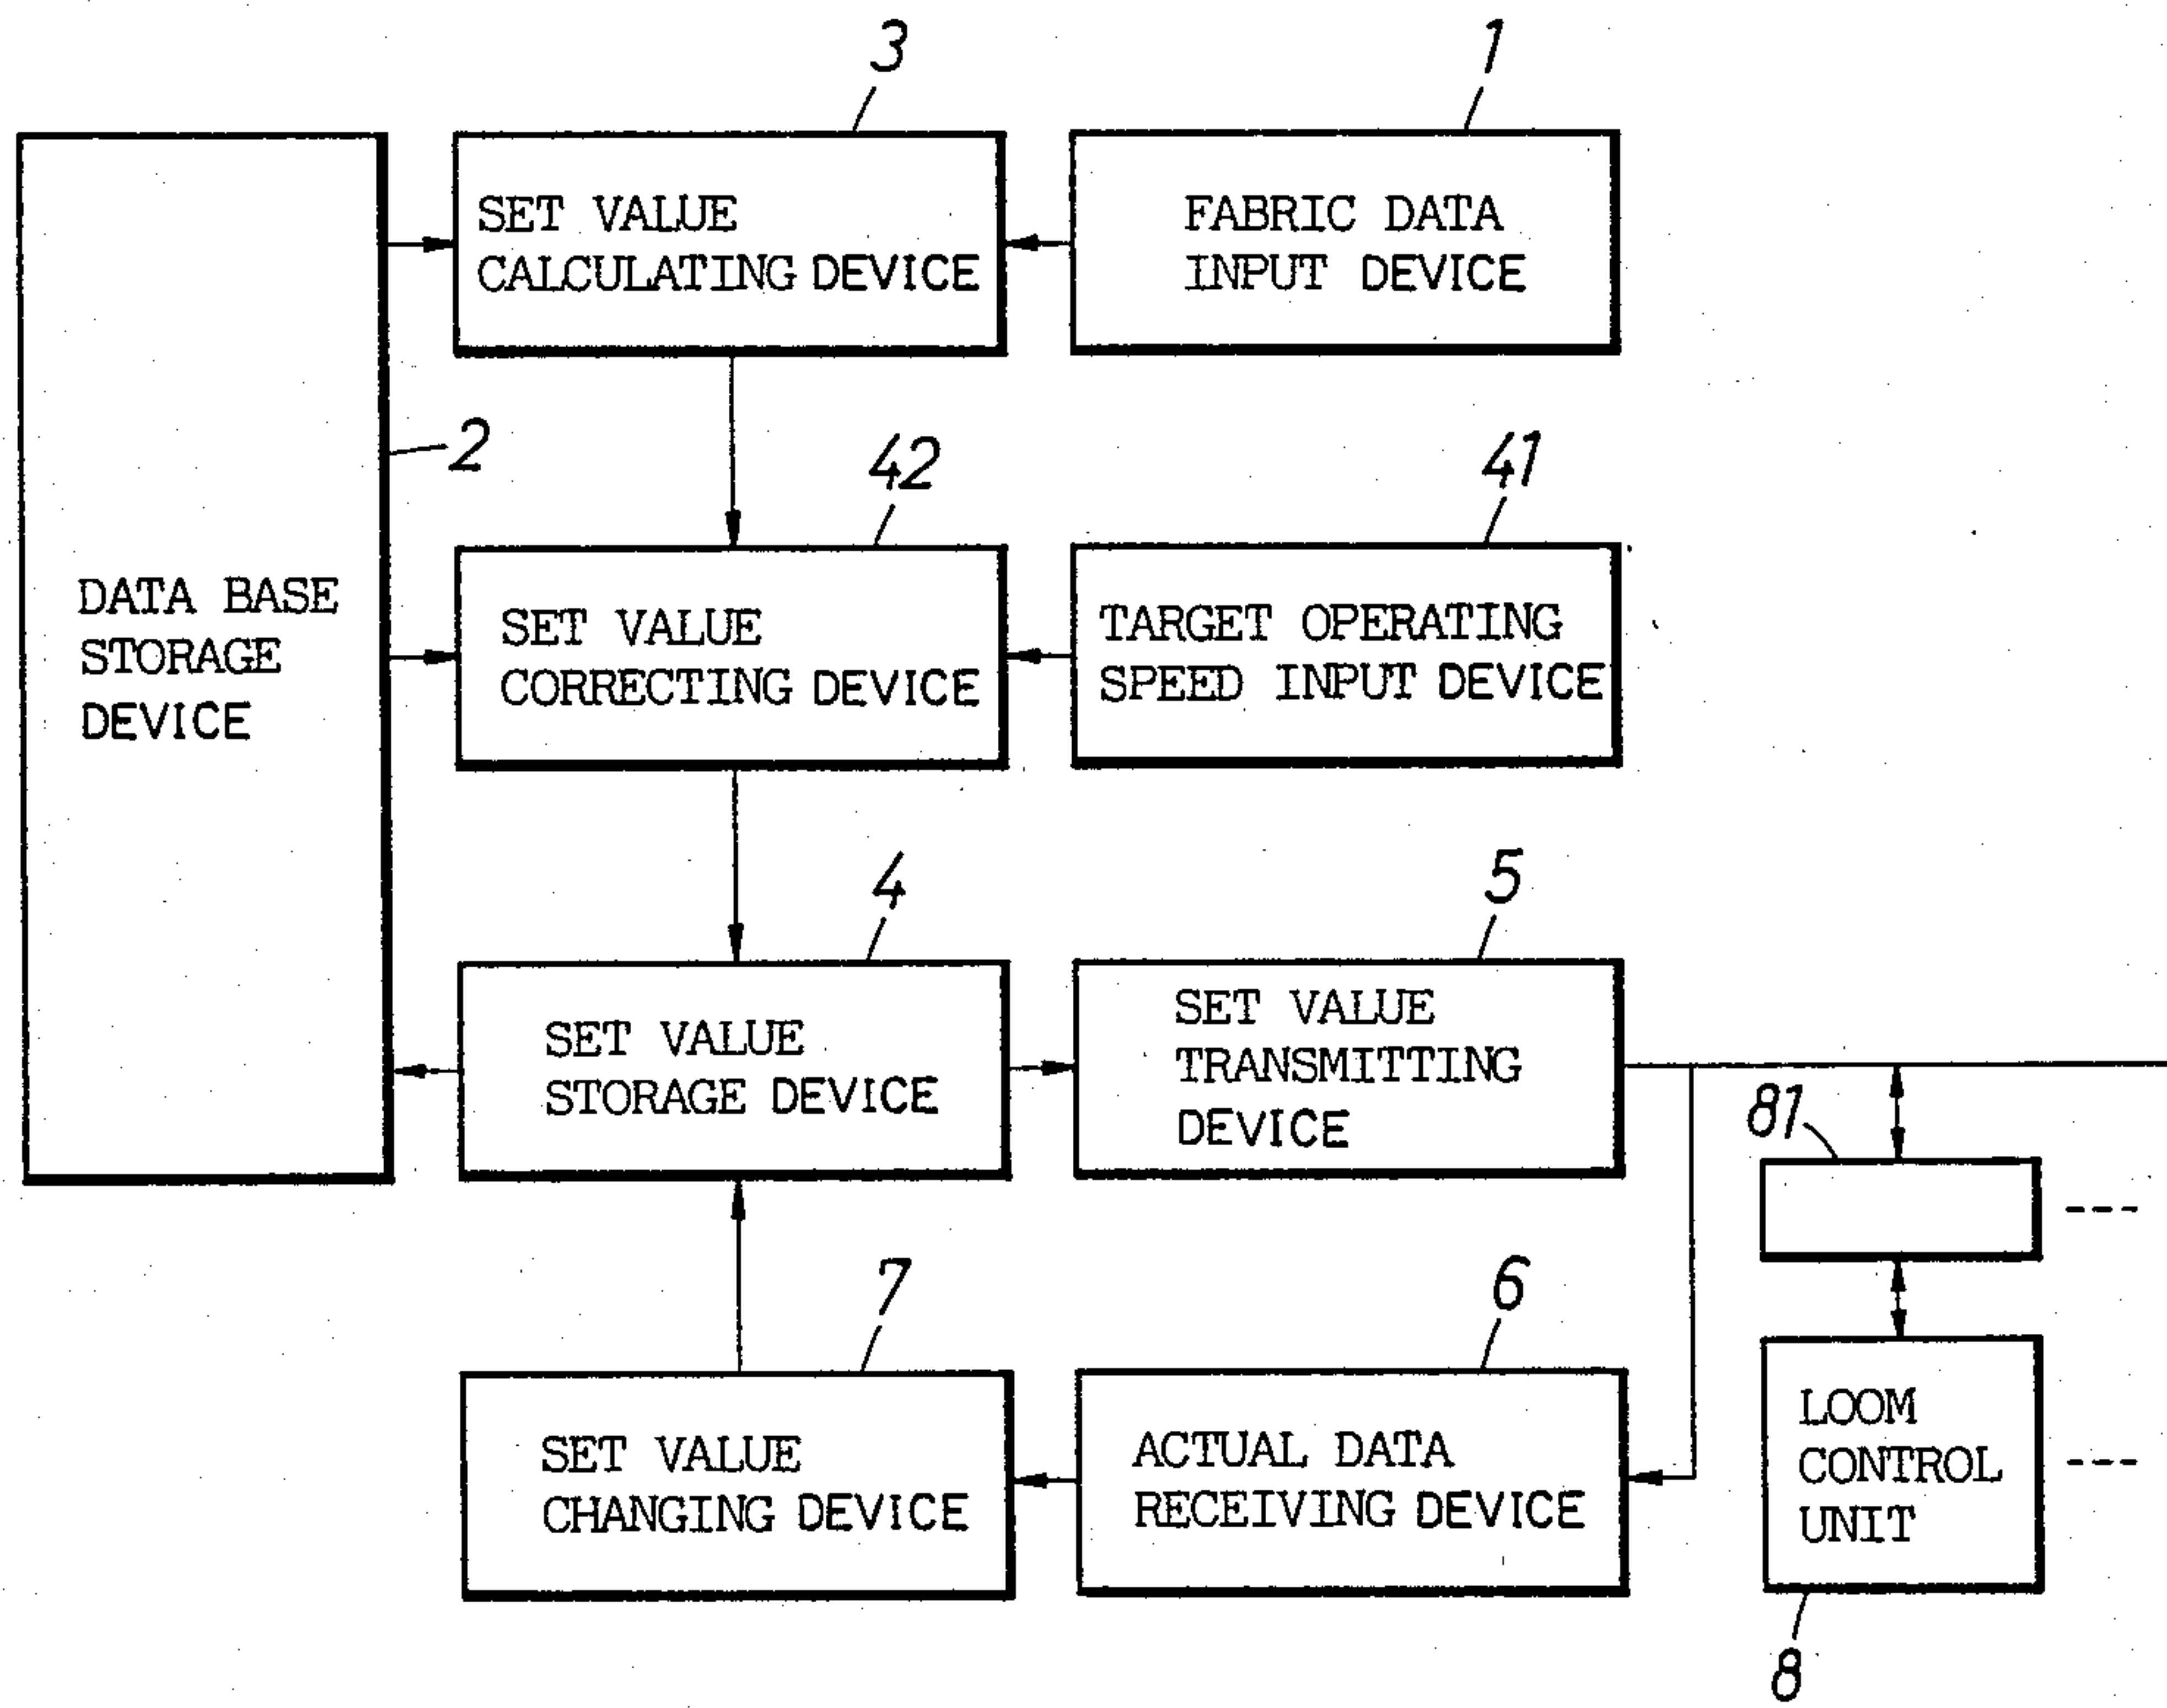 3
1
SET VALUE
CALCULATING DEVICE
FABRIC DATA
INPUT DEVICE
2
42
41
DATA BASE
STORAGE
DEVICE
SET VALUE
CORRECTING DEVICE
TARGET OPERATING
SPEED INPUT DEVICE
4
5
SET VALUE
STORAGE DEVICE
SET VALUE
TRANSMITTING
DEVICE
81
7
6
SET VALUE
CHANGING DEVICE
ACTUAL DATA
RECEIVING DEVICE
LOOM
CONTROL
UNIT
8